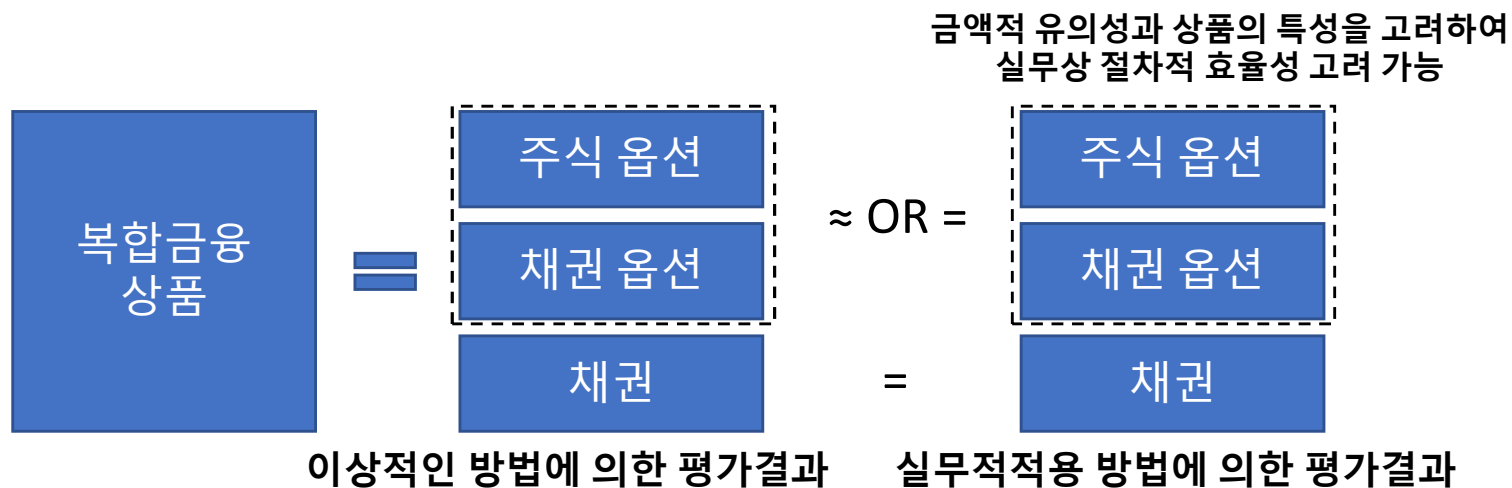 금액적 유의성과 상품의 특성을 고려하여
실무상 절차적 효율성 고려 가능
복합금융
상품
주식 옵션
채권 옵션
채권
≈ OR =
=
주식 옵션
채권 옵션
채권
이상적인 방법에 의한 평가결과
실무적적용 방법에 의한 평가결과